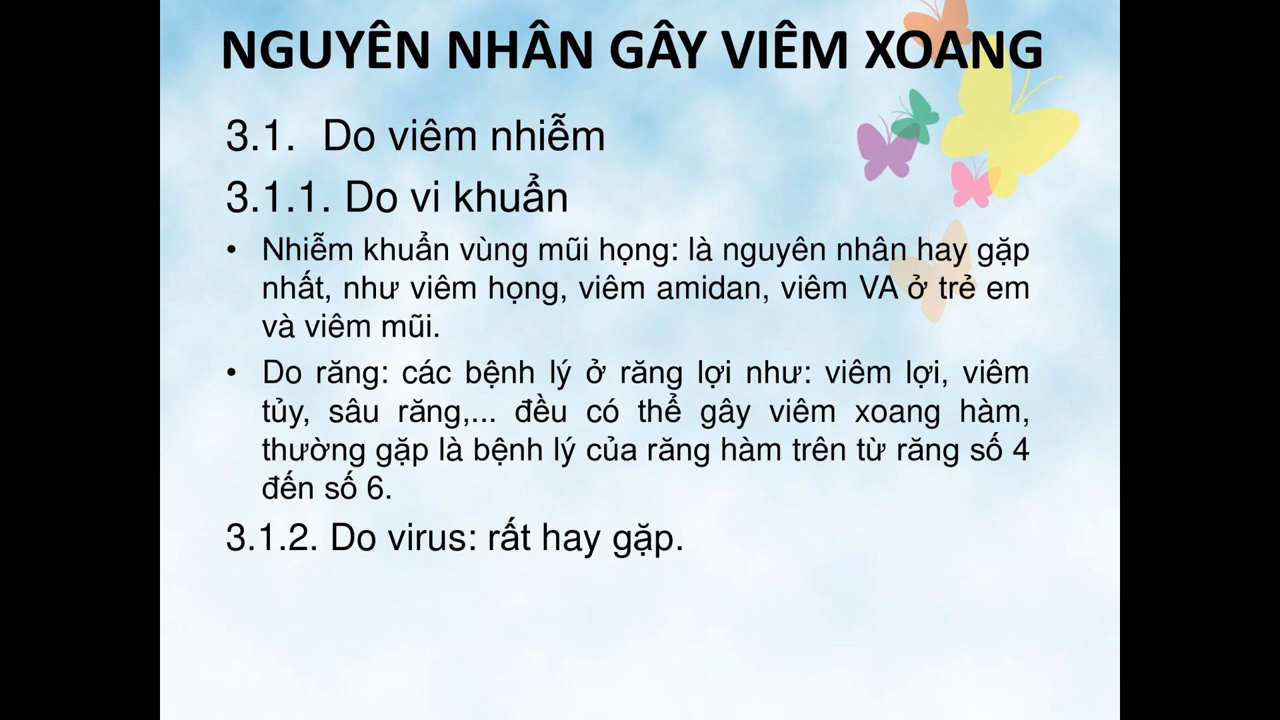 NGUYÊN NHÂN GÂY VIÊM XOANG
3.1. Do viêm nhiễm
3.1.1. Do vi khuẩn
• Nhiễm khuẩn vùng mũi họng: là nguyên nhân hay gặp
nhất, như viêm họng, viêm amidan, viêm VA ở trẻ em
và viêm mũi.
• Do răng: các bệnh lý ở răng lợi như: viêm lợi, viêm
tủy, sâu răng,... đều có thể gây viêm xoang hàm,
thường gặp là bệnh lý của răng hàm trên từ răng số 4
đến số 6.
3.1.2. Do virus: rất hay gặp.